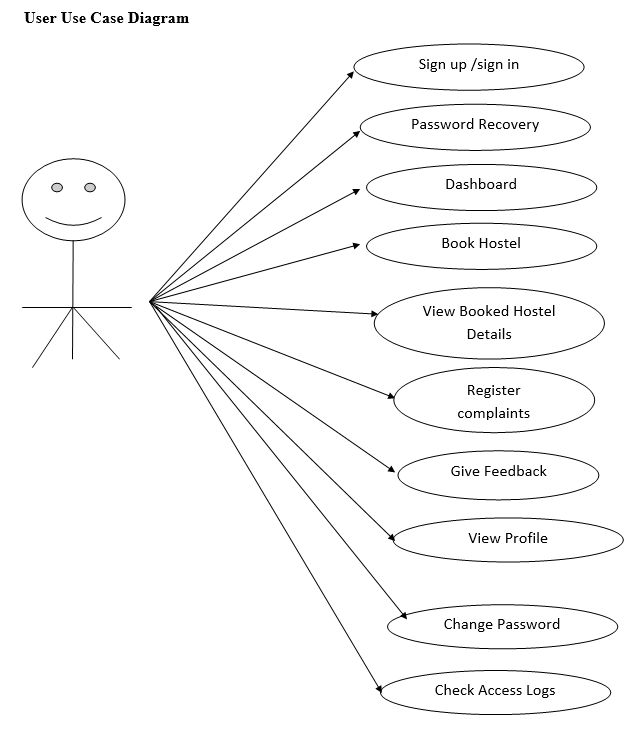 User Use Case Diagram
Sign up /sign in
Password Recovery
Dashboard
Book Hostel
View Booked Hostel
Details
Register
complaints
Give Feedback
View Profile
Change Password
Check Access Logs